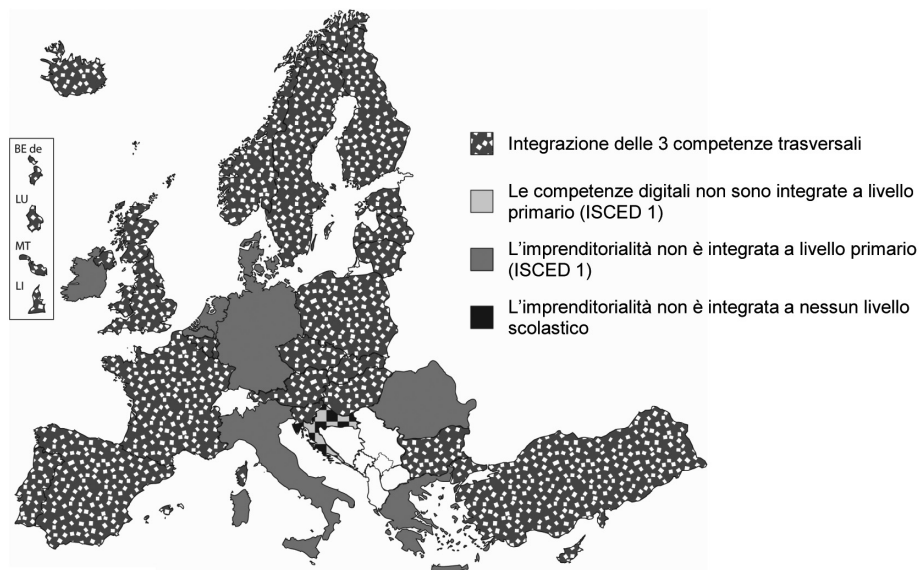 BE de
LU
MT
LI
Integrazione delle 3 competenze trasversali
Le competenze digitali non sono integrate a livello
primario (ISCED 1)
L’imprenditorialità non è integrata a livello primario
(ISCED 1)
L’imprenditorialità non è integrata a nessun livello
scolastico